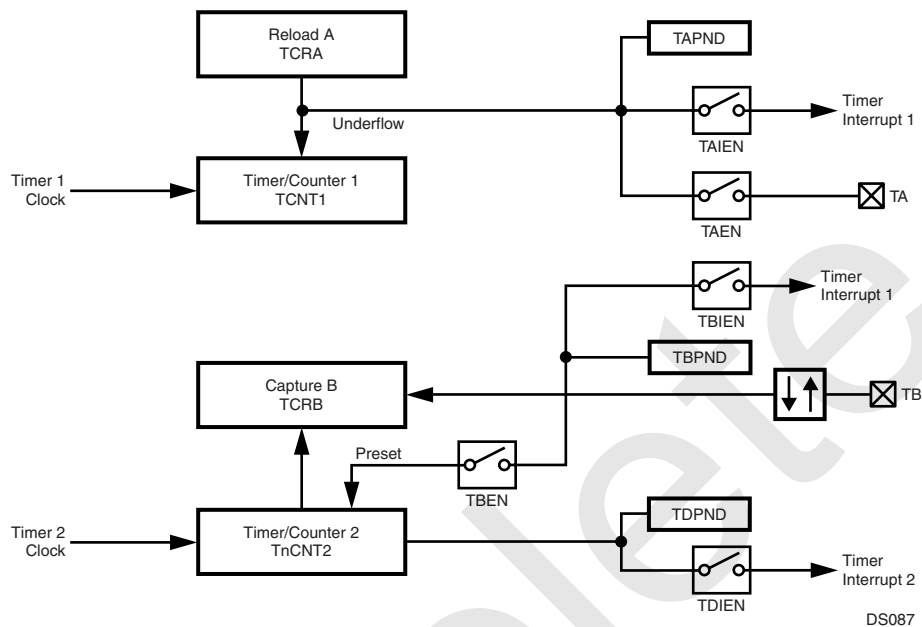 Reload A
TCRA
TAPND
Underflow
Timer
Interrupt 1
TAIEN
Timer 1
Clock
Timer/Counter 1
TCNT1
TA
TAEN
Timer
Interrupt 1
TBIEN
TBPND
Capture B
TCRB
TB
Preset
TBEN
TDPND
Timer 2
Clock
Timer/Counter 2
TnCNT2
Timer
Interrupt 2
TDIEN
DS087